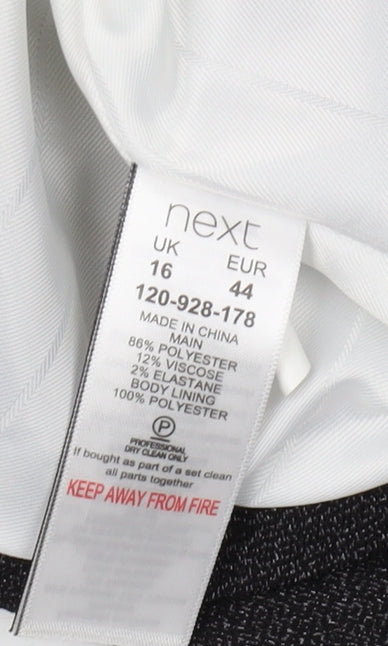 next
UK EUR
16 44
120-928-178
MADE IN CHINA
MAIN
86% POLYESTER
12% VISCOSE
2% ELASTANE
BODY LINING
100% POLYESTER
P
PROFESSIONAL
DRY CLEAN ONLY
If bought as part of a set clean
all parts together
KEEP AWAY FROM FIRE